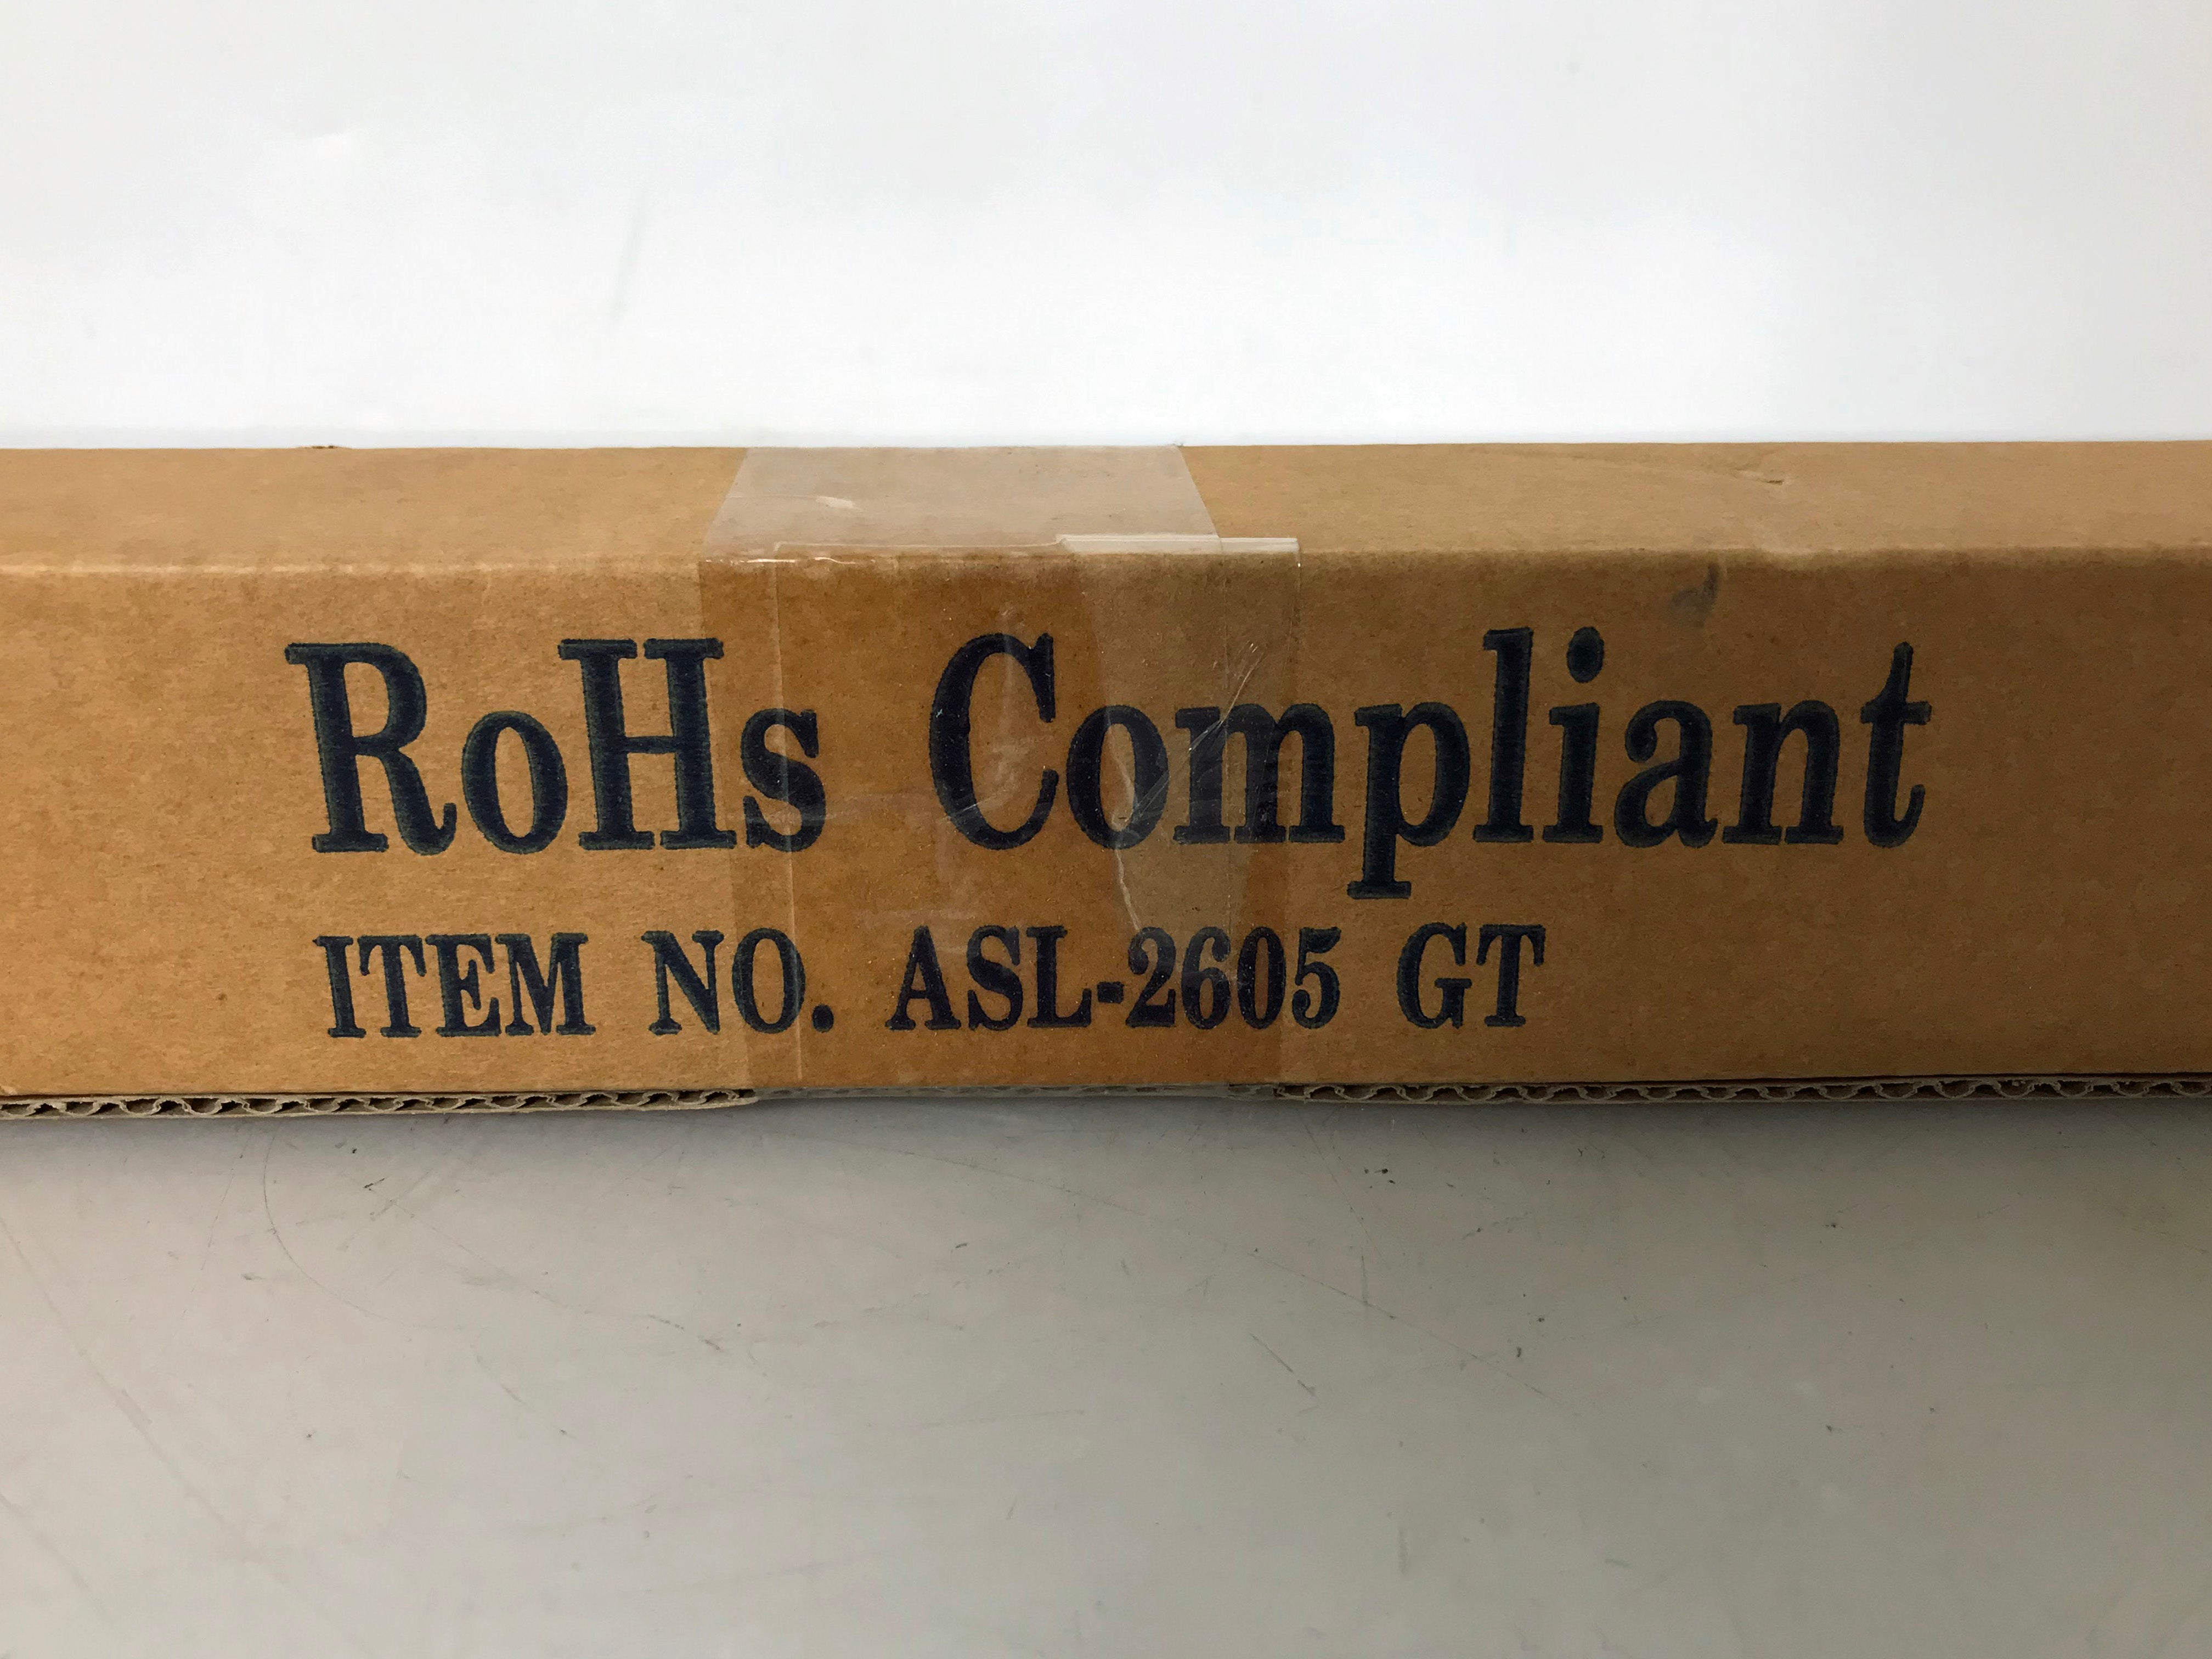 RoHs Compliant
ITEM NO. ASL-2605 GT